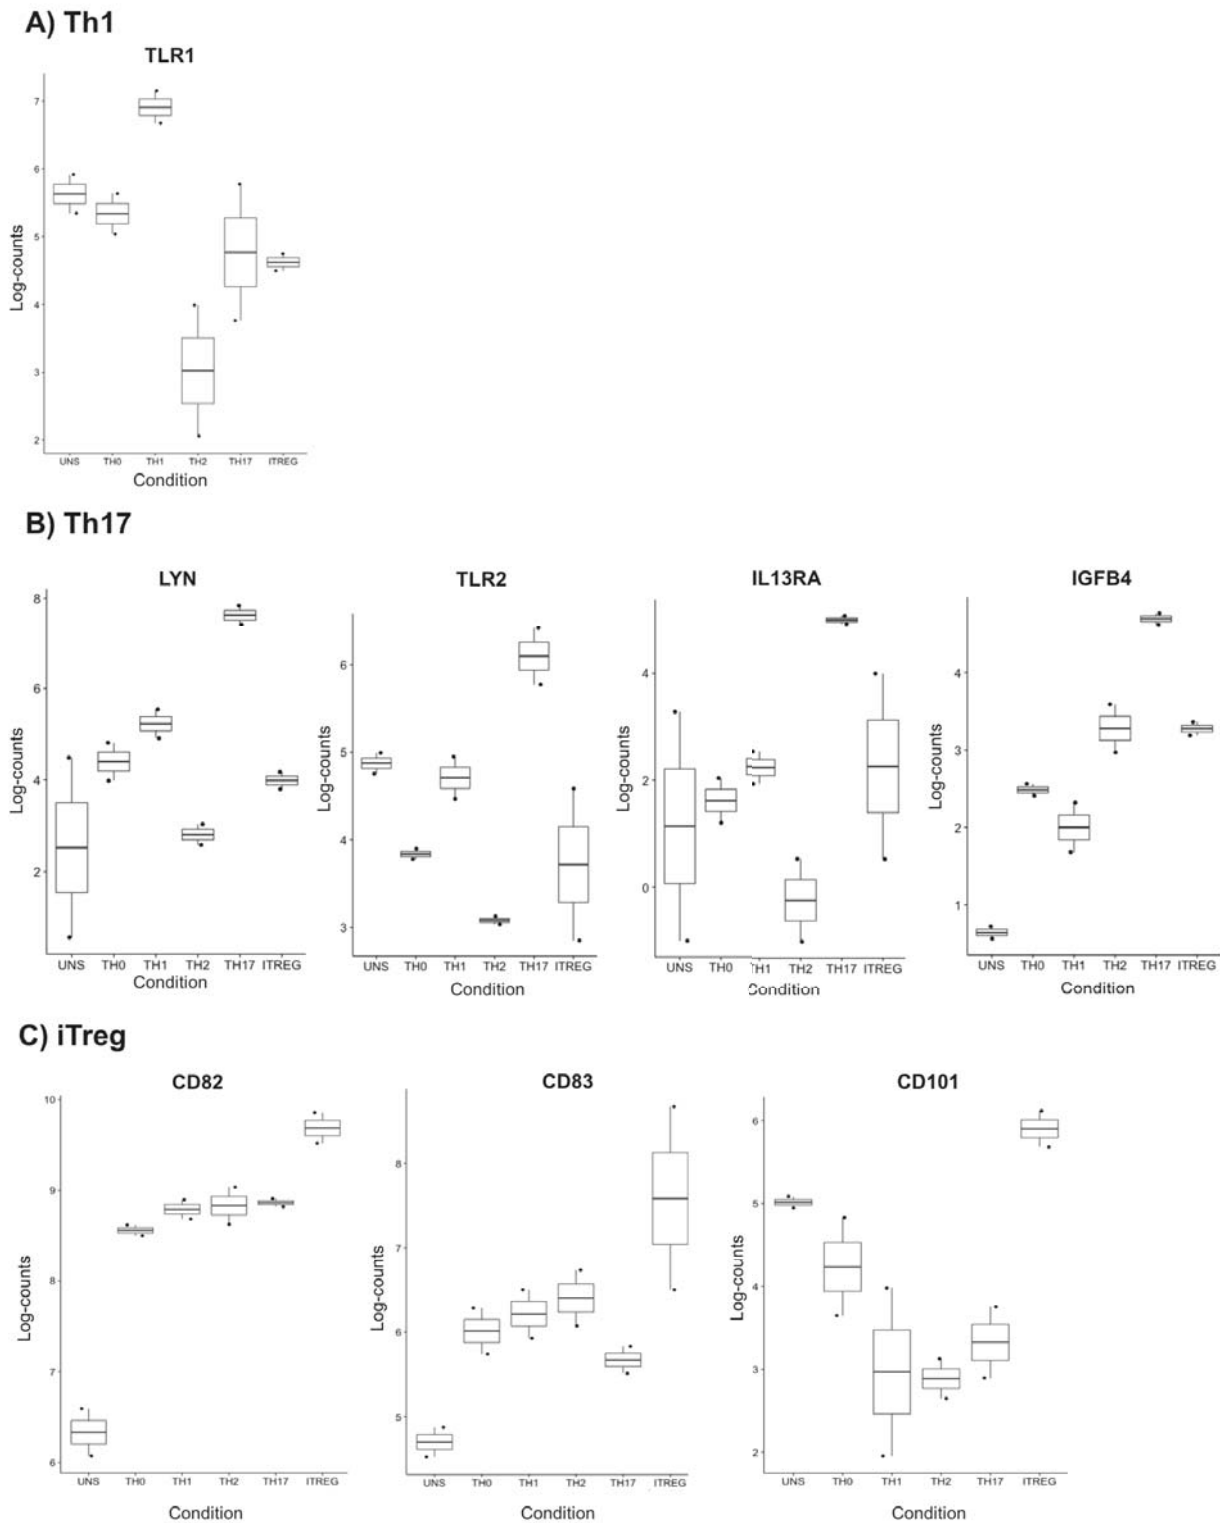 A) Th1
TLR1
7
6
5
4
3
2
Log-counts
UNS TH0 TH1 TH2 TH17 ITREG
Condition
B) Th17
LYN
8
6
4
2
Log-counts
UNS TH0 TH1 TH2 TH17 ITREG
Condition
TLR2
6
5
4
3
Log-counts
UNS TH0 TH1 TH2 TH17 ITREG
Condition
IL13RA
4
2
0
Log-counts
UNS TH0 TH1 TH2 TH17 ITREG
Condition
IGFB4
4
3
2
1
Log-counts
UNS TH0 TH1 TH2 TH17 ITREG
Condition
C) iTreg
CD82
10
9
8
7
6
Log-counts
UNS TH0 TH1 TH2 TH17 ITREG
Condition
CD83
8
7
6
5
Log-counts
UNS TH0 TH1 TH2 TH17 ITREG
Condition
CD101
6
5
4
3
2
Log-counts
UNS TH0 TH1 TH2 TH17 ITREG
Condition